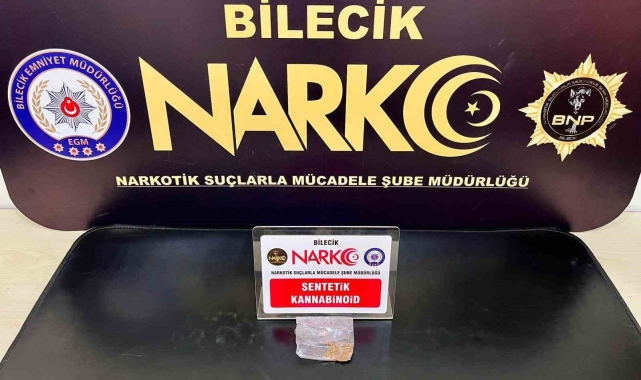 BİLECİK
NARKO
BİLECİK EMNİYET MÜDÜRLÜĞÜ
EGM
BNP
NARKOTİK SUÇLARLA MÜCADELE ŞUBE MÜDÜRLÜĞÜ
BİLECİK
NARKO
NARKOTİK SUÇLARLA MÜCADELE ŞUBE MÜDÜRLÜĞÜ
SENTETİK
KANNABİNOİD